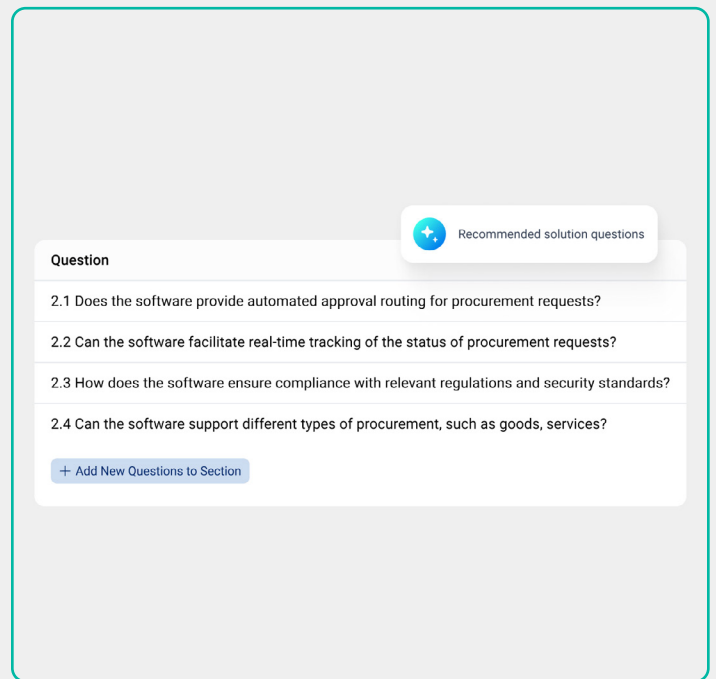 Recommended solution questions
Question
2.1 Does the software provide automated approval routing for procurement requests?
2.2 Can the software facilitate real-time tracking of the status of procurement requests?
2.3 How does the software ensure compliance with relevant regulations and security standards?
2.4 Can the software support different types of procurement, such as goods, services?
+ Add New Questions to Section